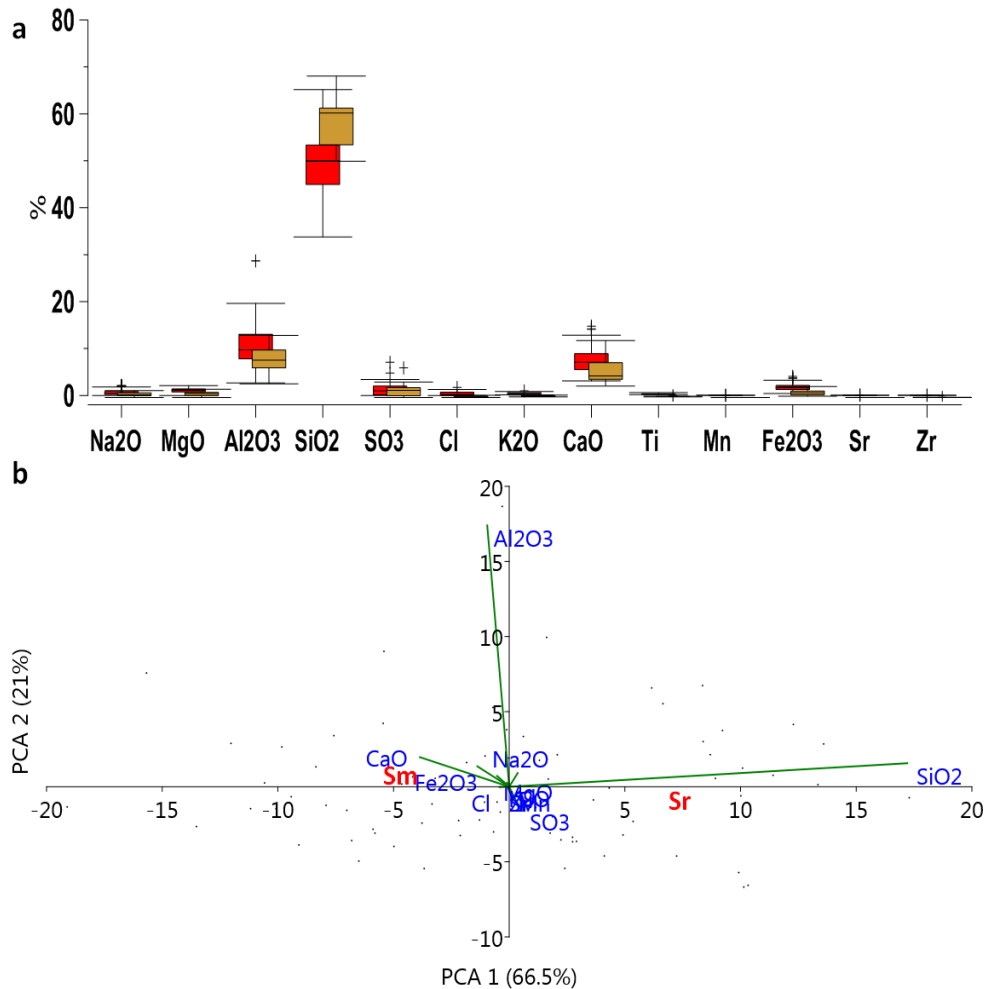 a
80
60
% 40
20
0
Na2O MgO Al2O3 SiO2 SO3 Cl K2O CaO Ti Mn Fe2O3 Sr Zr
b
20
Al2O3
15
10
PCA 2 (21%)
5
CaO Na2O
Sm Fe2O3 SiO2
MgO
Cl Mn
Sr
SO3
-20 -15 -10 -5 5 10 15 20
-5
-10
PCA 1 (66.5%)